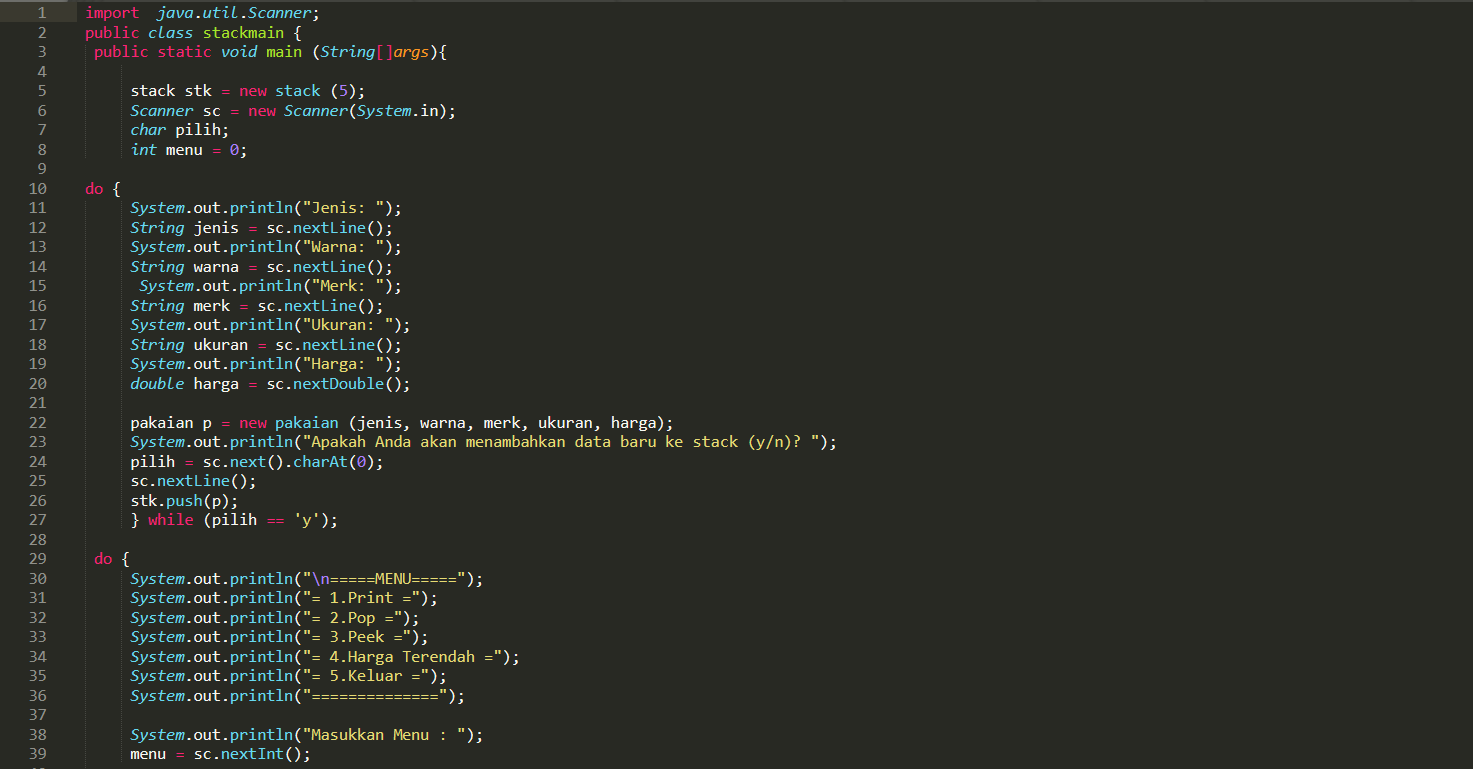 1 import  java.util.Scanner;
2 public class stackmain {
3  public static void main (String[]args){
4
5      stack stk = new stack (5);
6      Scanner sc = new Scanner(System.in);
7      char pilih;
8      int menu = 0;
9
10 do {
11      System.out.println("Jenis: ");
12      String jenis = sc.nextLine();
13      System.out.println("Warna: ");
14      String warna = sc.nextLine();
15       System.out.println("Merk: ");
16      String merk = sc.nextLine();
17      System.out.println("Ukuran: ");
18      String ukuran = sc.nextLine();
19      System.out.println("Harga: ");
20      double harga = sc.nextDouble();
21
22      pakaian p = new pakaian (jenis, warna, merk, ukuran, harga);
23      System.out.println("Apakah Anda akan menambahkan data baru ke stack (y/n)? ");
24      pilih = sc.next().charAt(0);
25      sc.nextLine();
26      stk.push(p);
27      } while (pilih == 'y');
28
29  do {
30      System.out.println("\n=====MENU=====");
31      System.out.println("= 1.Print =");
32      System.out.println("= 2.Pop =");
33      System.out.println("= 3.Peek =");
34      System.out.println("= 4.Harga Terendah =");
35      System.out.println("= 5.Keluar =");
36      System.out.println("==============");
37
38      System.out.println("Masukkan Menu : ");
39      menu = sc.nextInt();